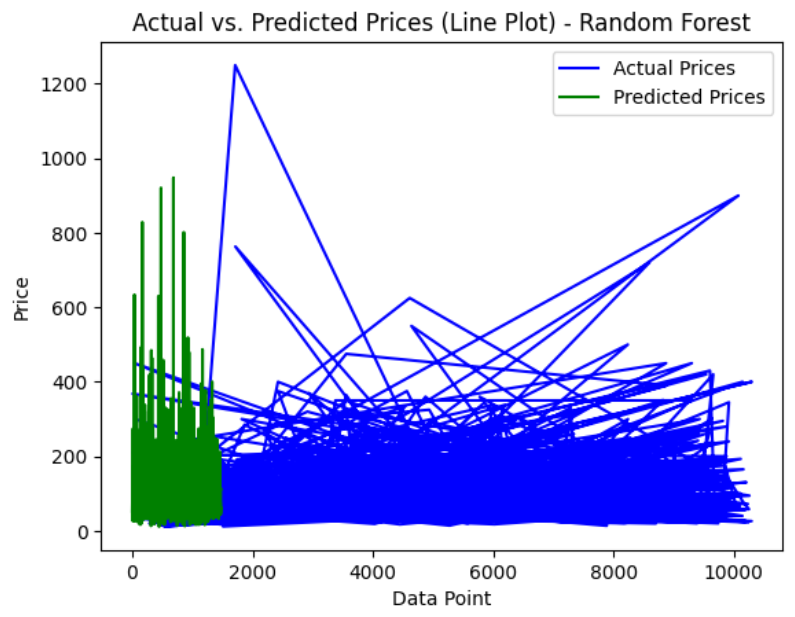 Actual vs. Predicted Prices (Line Plot) - Random Forest
Actual Prices
Predicted Prices
1200
1000
800
600
400
200
0
Price
0 2000 4000 6000 8000 10000
Data Point